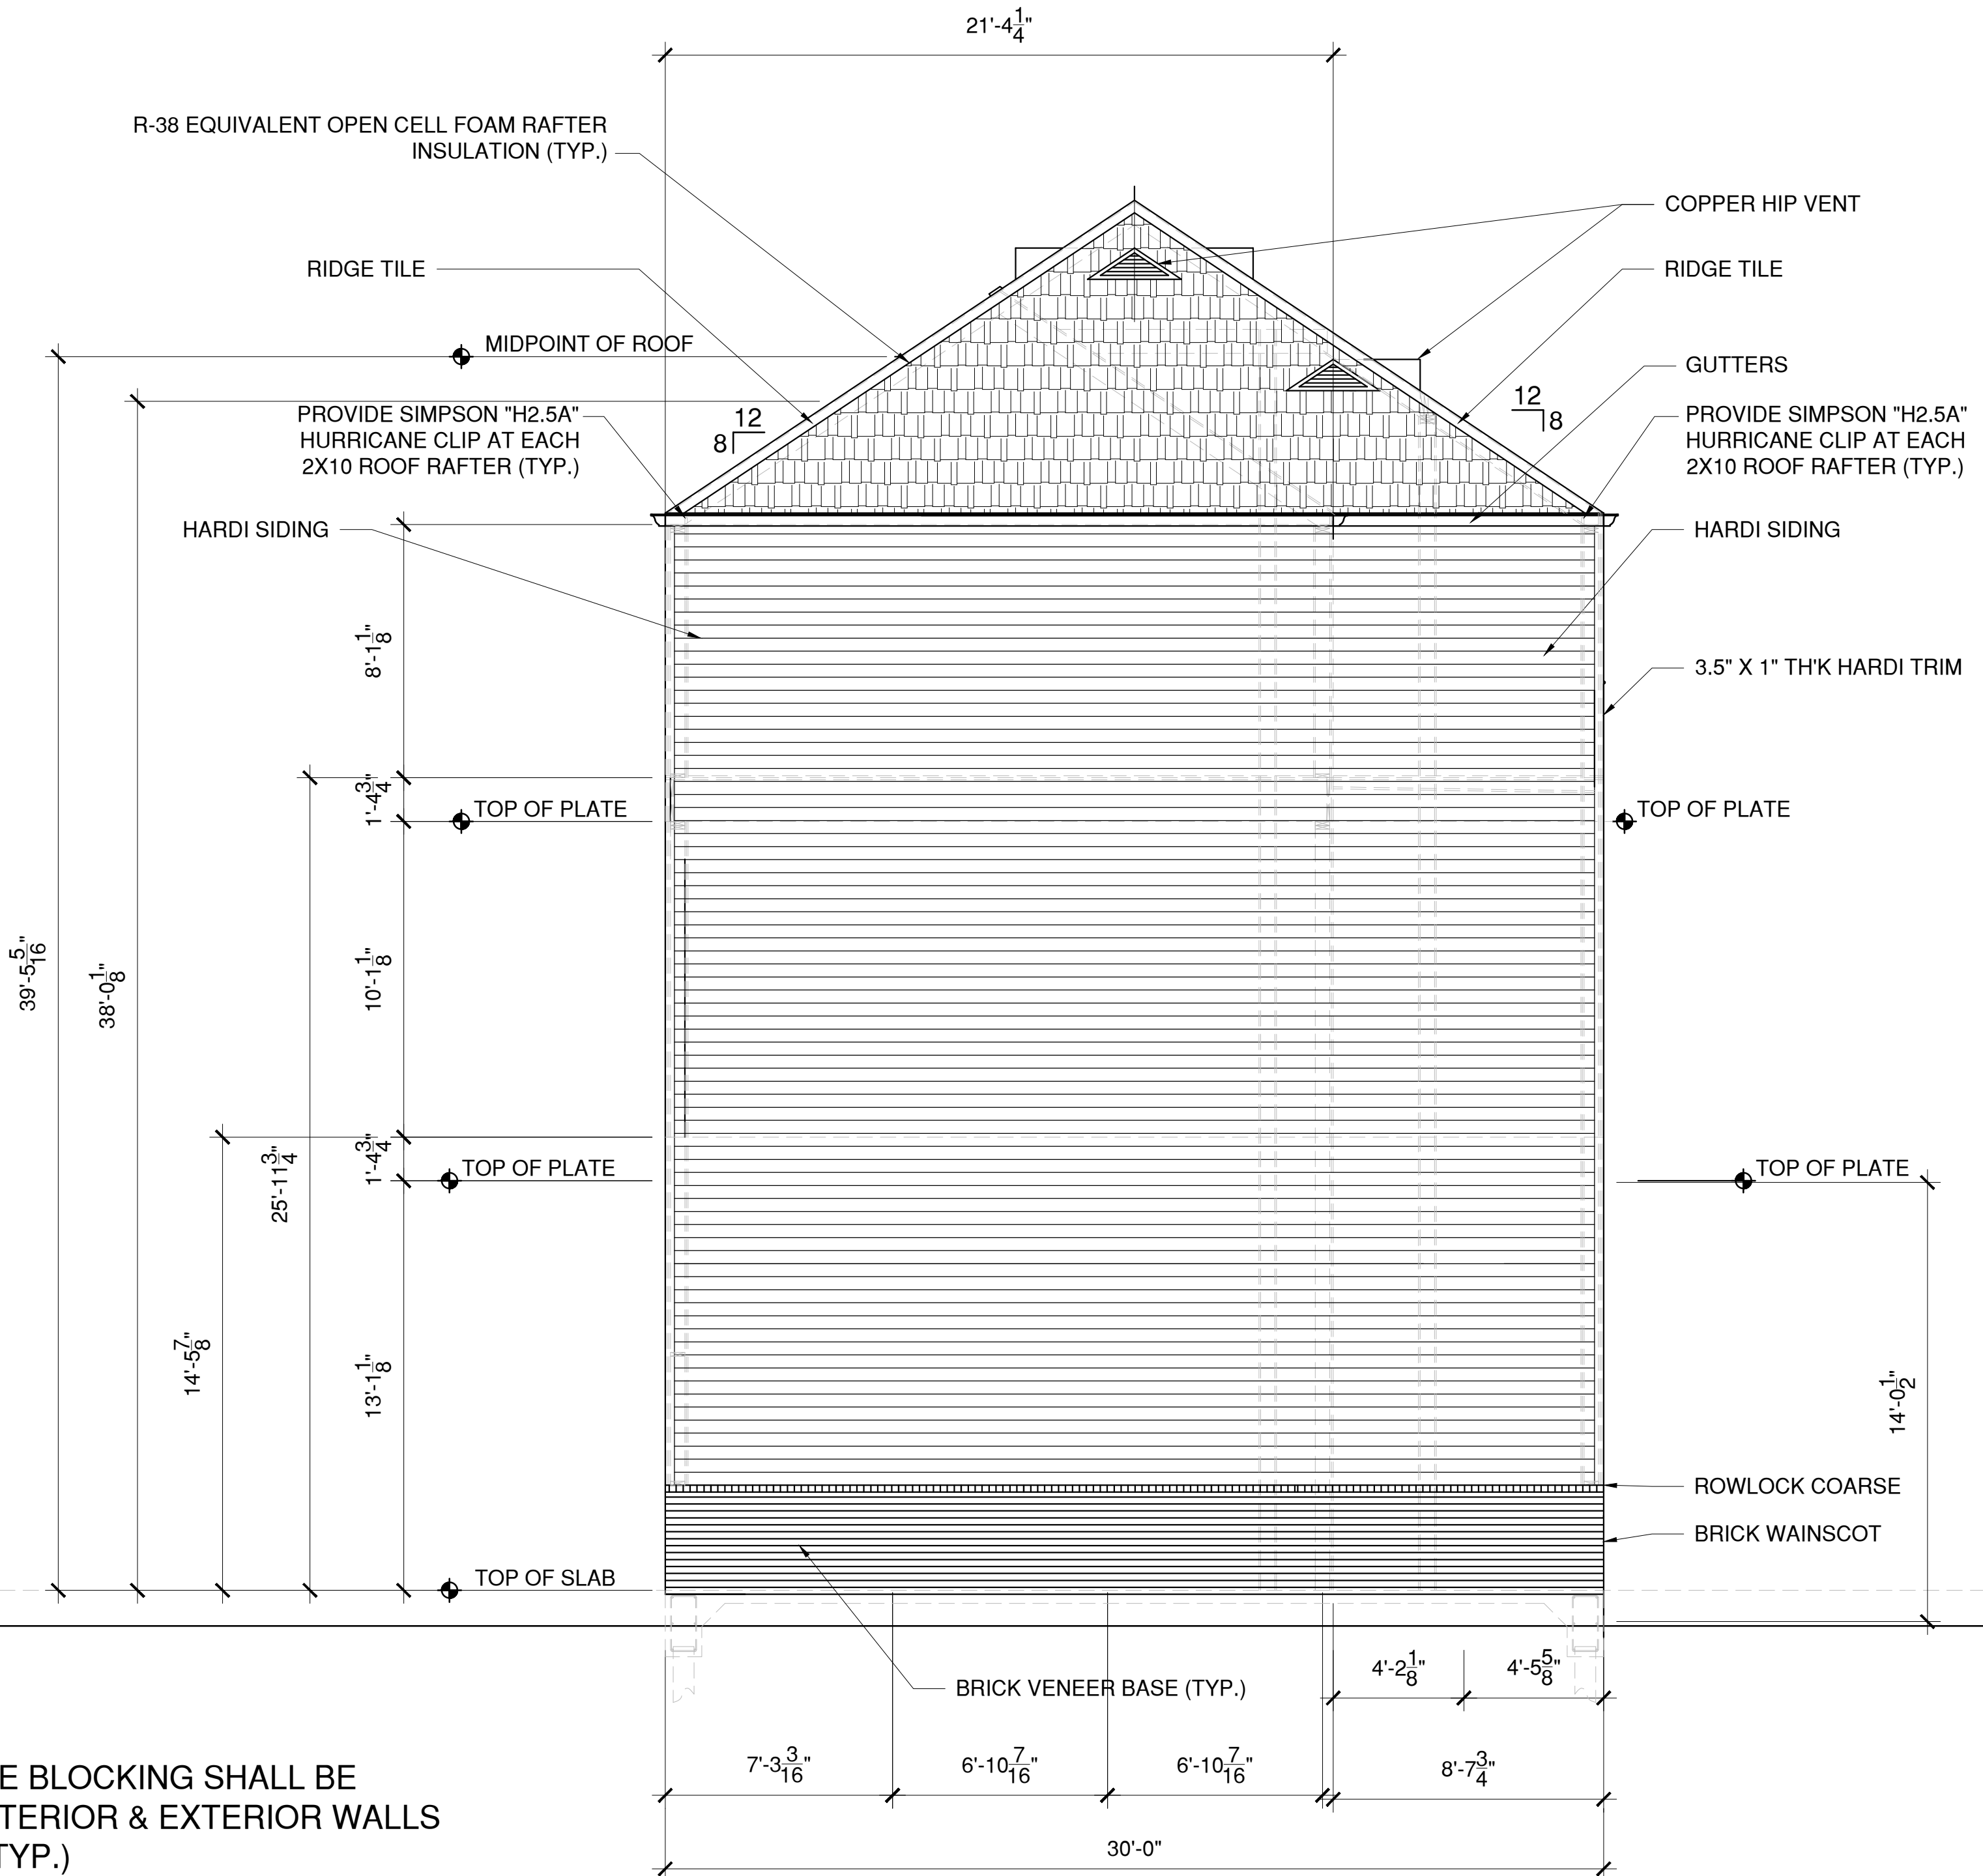 21'-4 1/4"
R-38 EQUIVALENT OPEN CELL FOAM RAFTER
INSULATION (TYP.)
COPPER HIP VENT
RIDGE TILE
RIDGE TILE
MIDPOINT OF ROOF
GUTTERS
PROVIDE SIMPSON "H2.5A"
HURRICANE CLIP AT EACH
2X10 ROOF RAFTER (TYP.)
12
8
12
8
PROVIDE SIMPSON "H2.5A"
HURRICANE CLIP AT EACH
2X10 ROOF RAFTER (TYP.)
HARDI SIDING
HARDI SIDING
8'-1 1/8"
3.5" X 1" TH'K HARDI TRIM
1'-4 3/4"
TOP OF PLATE
TOP OF PLATE
39'-5 5/16"
38'-0 1/8"
10'-1 1/8"
1'-4 3/4"
TOP OF PLATE
TOP OF PLATE
25'-11 3/4"
14'-5 7/8"
13'-1 1/8"
14'-0 1/2"
ROWLOCK COARSE
BRICK WAINSCOT
TOP OF SLAB
BRICK VENEER BASE (TYP.)
4'-2 1/8"
4'-5 5/8"
7'-3 3/16"
6'-10 7/16"
6'-10 7/16"
8'-7 3/4"
30'-0"
E BLOCKING SHALL BE
TERIOR & EXTERIOR WALLS
TYP.)